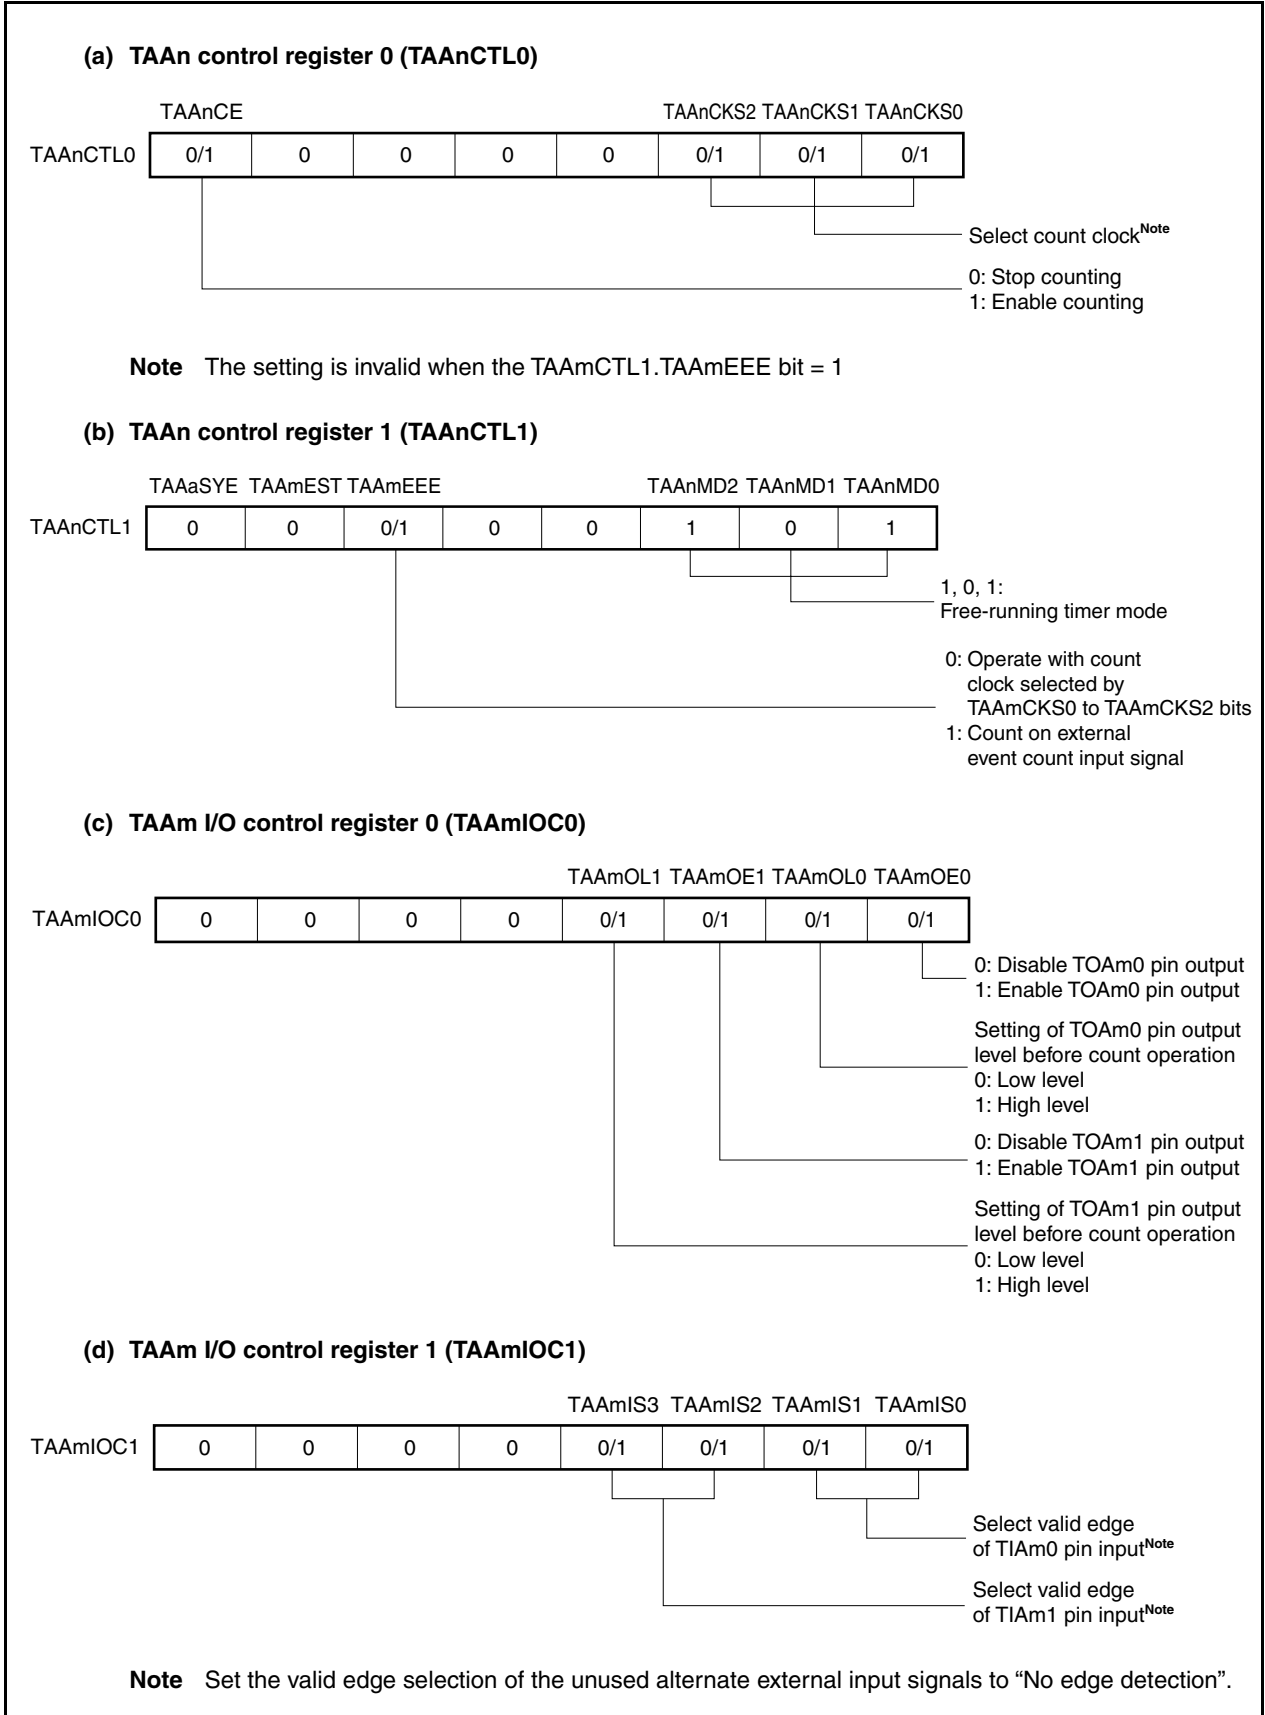 (a) TAAn control register 0 (TAAnCTL0)
TAAnCE TAAnCKS2 TAAnCKS1 TAAnCKS0
TAAnCTL0 0/1 0 0 0 0 0/1 0/1 0/1
Select count clockNote
0: Stop counting
1: Enable counting
Note The setting is invalid when the TAAmCTL1.TAAmEEE bit = 1
(b) TAAn control register 1 (TAAnCTL1)
TAAaSYE TAAmEST TAAmEEE TAAnMD2 TAAnMD1 TAAnMD0
TAAnCTL1 0 0 0/1 0 0 1 0 1
1, 0, 1:
Free-running timer mode
0: Operate with count
clock selected by
TAAmCKS0 to TAAmCKS2 bits
1: Count on external
event count input signal
(c) TAAm I/O control register 0 (TAAmIOC0)
TAAmOL1 TAAmOE1 TAAmOL0 TAAmOE0
TAAmIOC0 0 0 0 0 0/1 0/1 0/1 0/1
0: Disable TOAm0 pin output
1: Enable TOAm0 pin output
Setting of TOAm0 pin output
level before count operation
0: Low level
1: High level
0: Disable TOAm1 pin output
1: Enable TOAm1 pin output
Setting of TOAm1 pin output
level before count operation
0: Low level
1: High level
(d) TAAm I/O control register 1 (TAAmIOC1)
TAAmIS3 TAAmIS2 TAAmIS1 TAAmIS0
TAAmIOC1 0 0 0 0 0/1 0/1 0/1 0/1
Select valid edge
of TIAm0 pin inputNote
Select valid edge
of TIAm1 pin inputNote
Note Set the valid edge selection of the unused alternate external input signals to “No edge detection”.